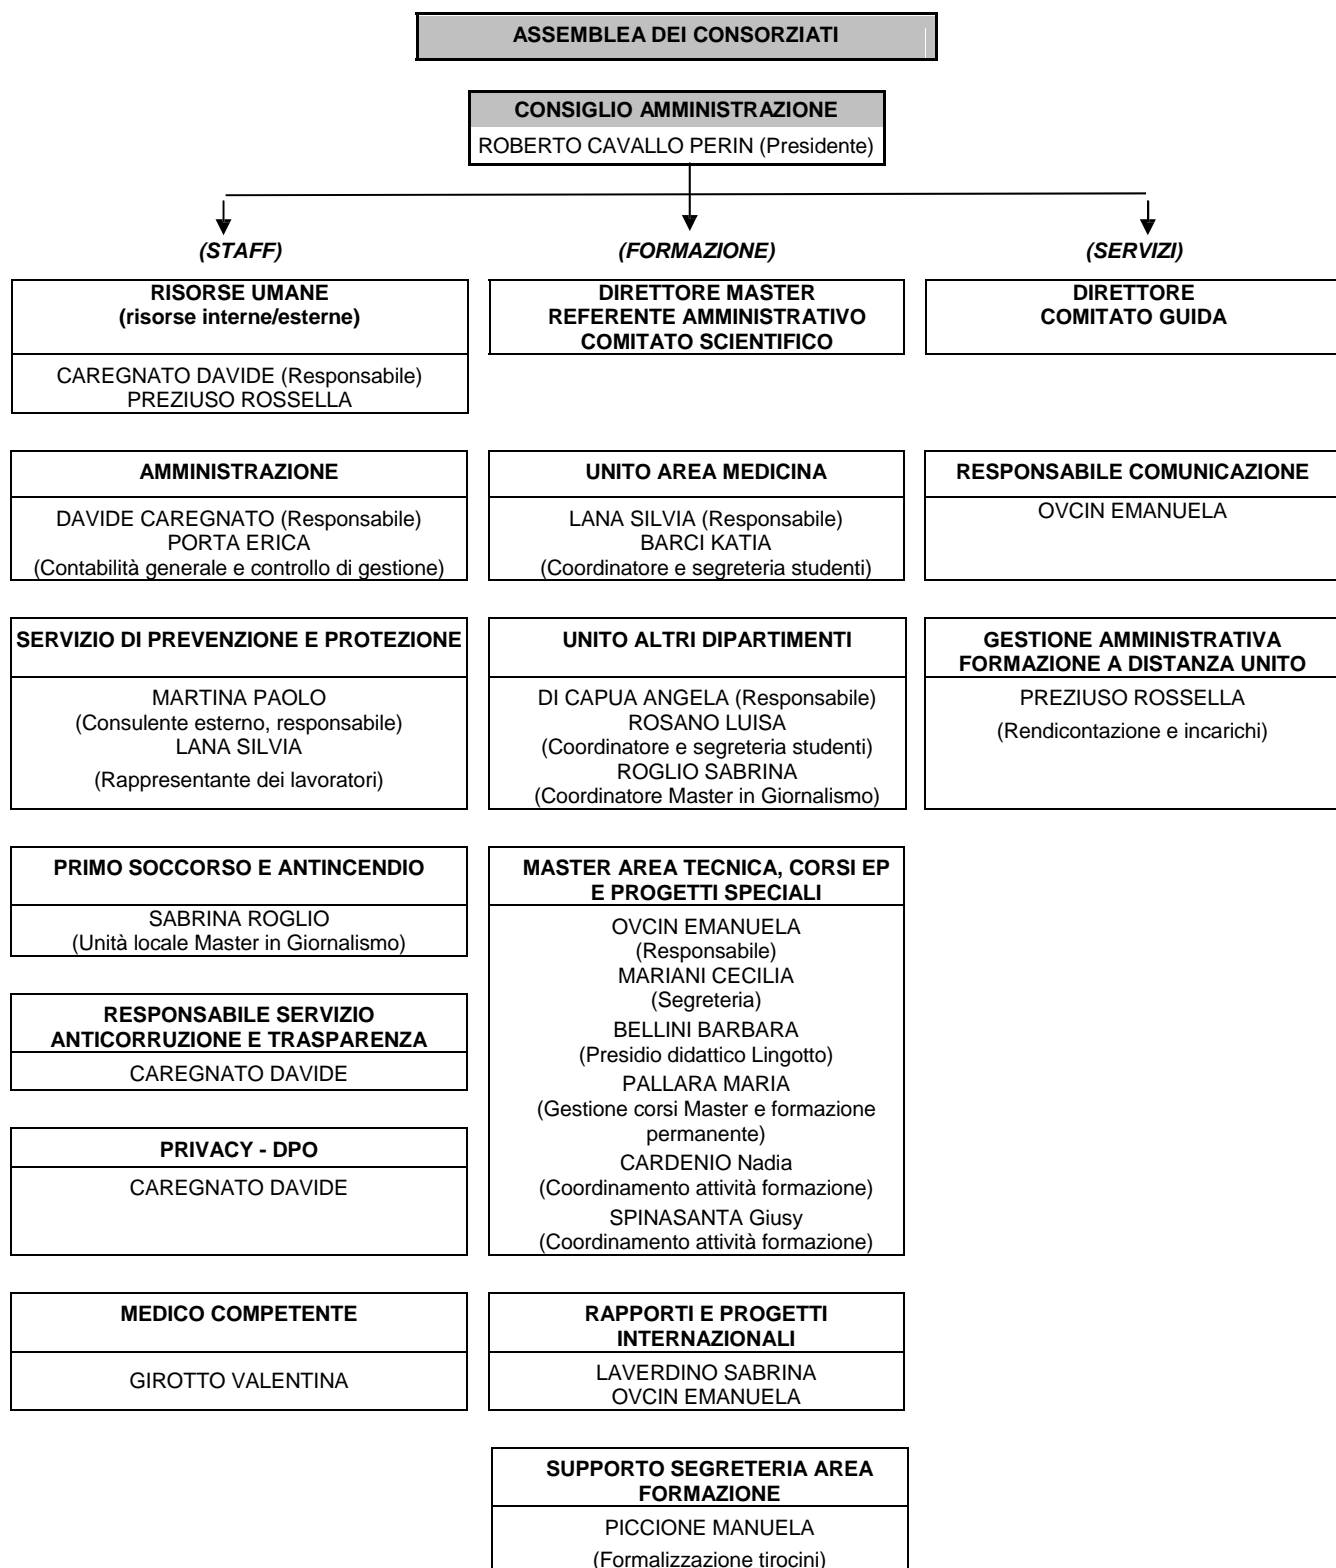 ASSEMBLEA DEI CONSORZIATI
CONSIGLIO AMMINISTRAZIONE
ROBERTO CAVALLO PERIN (Presidente)
(STAFF)
RISORSE UMANE
(risorse interne/esterne)
CAREGNATO DAVIDE (Responsabile)
PREZIUSO ROSSELLA
AMMINISTRAZIONE
DAVIDE CAREGNATO (Responsabile)
PORTA ERICA
(Contabilità generale e controllo di gestione)
SERVIZIO DI PREVENZIONE E PROTEZIONE
MARTINA PAOLO
(Consulente esterno, responsabile)
LANA SILVIA
(Rappresentante dei lavoratori)
PRIMO SOCCORSO E ANTINCENDIO
SABRINA ROGLIO
(Unità locale Master in Giornalismo)
RESPONSABILE SERVIZIO
ANTICORRUZIONE E TRASPARENZA
CAREGNATO DAVIDE
PRIVACY - DPO
CAREGNATO DAVIDE
MEDICO COMPETENTE
GIROTTO VALENTINA
(FORMAZIONE)
DIRETTORE MASTER
REFERENTE AMMINISTRATIVO
COMITATO SCIENTIFICO
UNITO AREA MEDICINA
LANA SILVIA (Responsabile)
BARCI KATIA
(Coordinatore e segreteria studenti)
UNITO ALTRI DIPARTIMENTI
DI CAPUA ANGELA (Responsabile)
ROSANO LUISA
(Coordinatore e segreteria studenti)
ROGLIO SABRINA
(Coordinatore Master in Giornalismo)
MASTER AREA TECNICA, CORSI EP
E PROGETTI SPECIALI
OVCIN EMANUELA
(Responsabile)
MARIANI CECILIA
(Segreteria)
BELLINI BARBARA
(Presidio didattico Lingotto)
PALLARA MARIA
(Gestione corsi Master e formazione
permanente)
CARDENIO Nadia
(Coordinamento attività formazione)
SPINASANTA Giusy
(Coordinamento attività formazione)
RAPPORTI E PROGETTI
INTERNAZIONALI
LAVERDINO SABRINA
OVCIN EMANUELA
SUPPORTO SEGRETERIA AREA
FORMAZIONE
PICCIONE MANUELA
(Formalizzazione tirocini)
(SERVIZI)
DIRETTORE
COMITATO GUIDA
RESPONSABILE COMUNICAZIONE
OVCIN EMANUELA
GESTIONE AMMINISTRATIVA
FORMAZIONE A DISTANZA UNITO
PREZIUSO ROSSELLA
(Rendicontazione e incarichi)